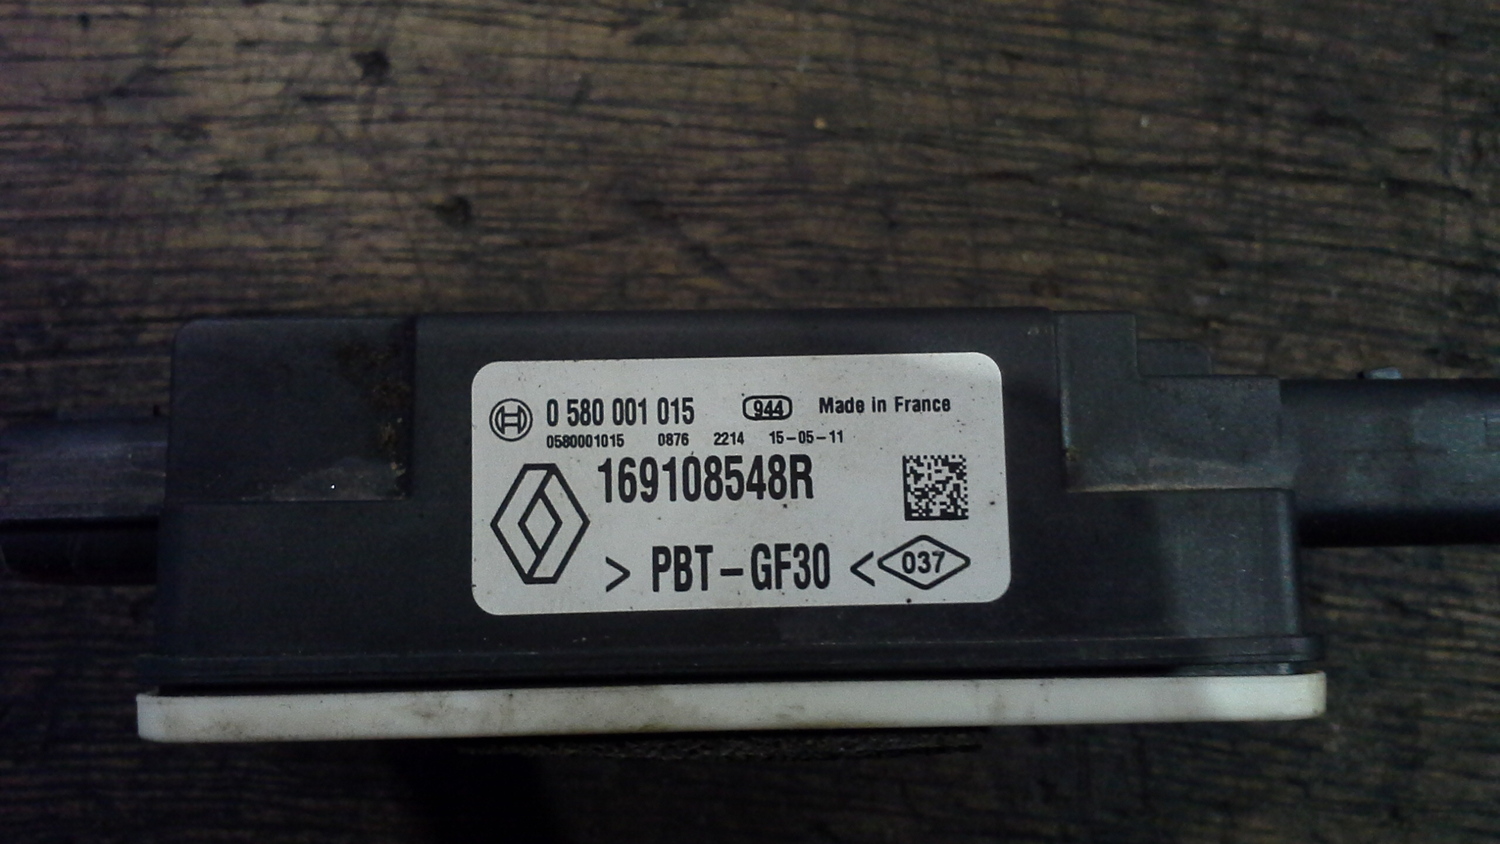 0 580 001 015 944 Made in France
0580001015 0876 2214 15-05-11
169108548R
> PBT-GF30 < 037